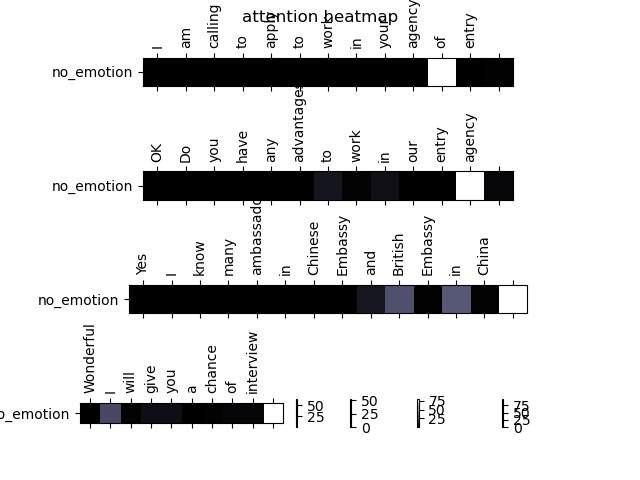 attention heatmap
I am calling to apply to work in your agency of entry
no_emotion
OK Do you have any advantages to work in our entry agency
no_emotion
Yes I know many ambassado in Chinese Embassy and British Embassy in China
no_emotion
Wonderful I will give you a chance of interview
o_emotion
50 50 75 75
25 25 50 50
0 25 0